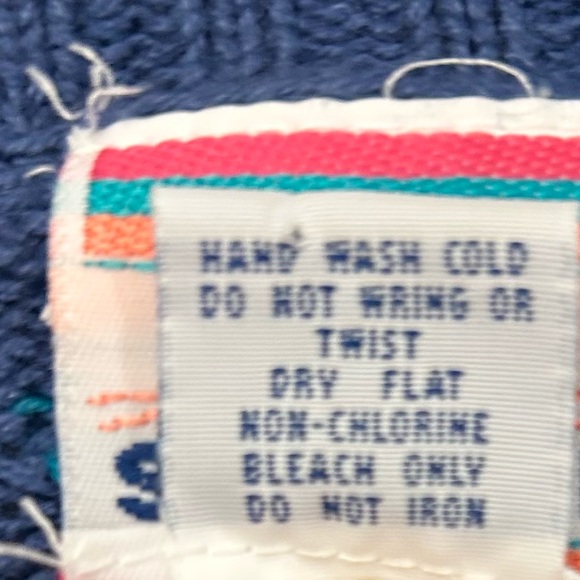 HAND WASH COLD
DO NOT WRING OR
TWIST
DRY FLAT
NON-CHLORINE
BLEACH ONLY
DO NOT IRON